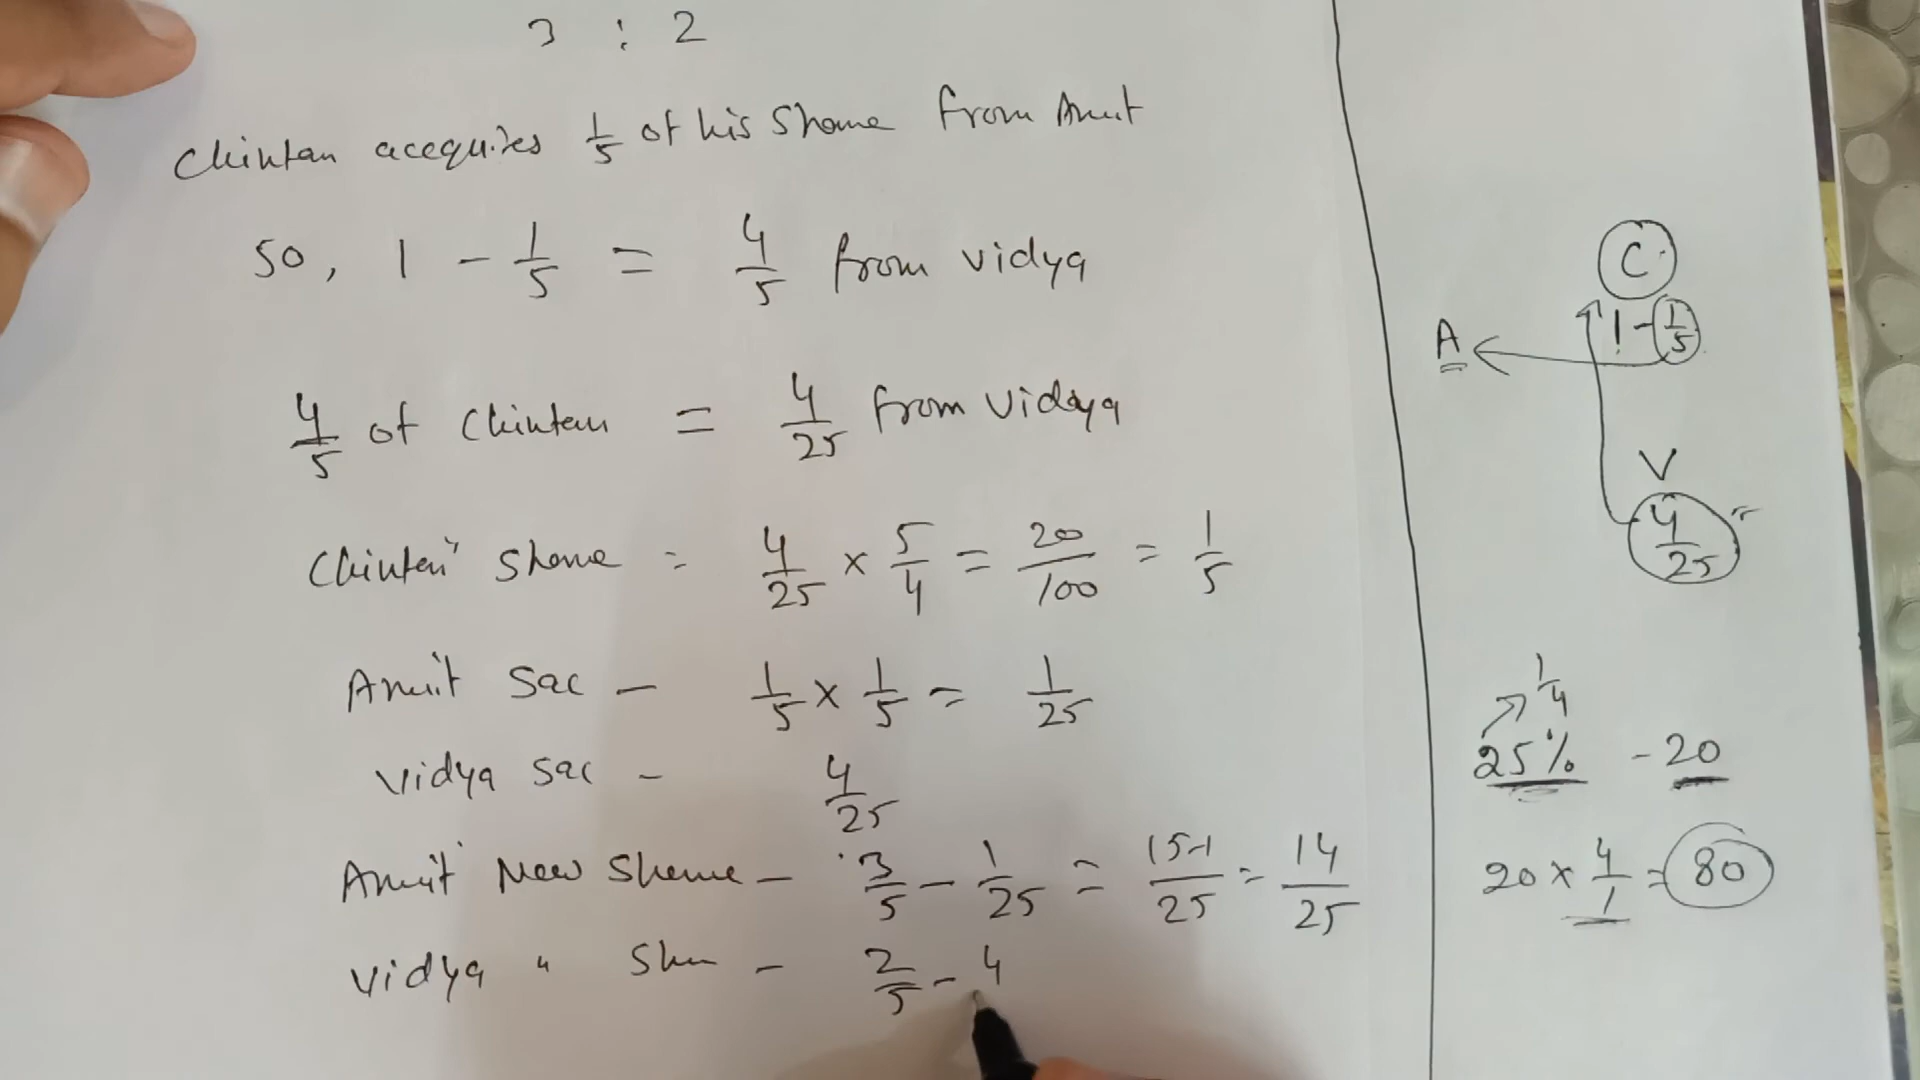 3 : 2
Chintan acequires 1/5 of his Share from Amit
So, 1 - 1/5 = 4/5 from vidya
4/5 of Chintan = 4/25 from Vidya
Chintan" Share = 4/25 x 5/4 = 20/100 = 1/5
Amit Sac - 1/5 x 1/5 = 1/25
Vidya Sac - 4/25
Amit New Share - 3/5 - 1/25 = 15-1/25 = 14/25
Vidya " Sha - 2/5 - 4
C
1 - 1/5
A
V
4/25
1/4
25% - 20
20 x 4/1 = 80